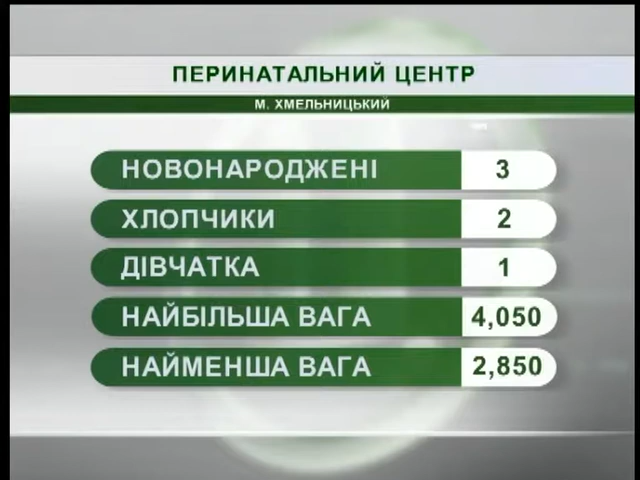 ПЕРИНАТАЛЬНИЙ ЦЕНТР
М. ХМЕЛЬНИЦЬКИЙ
НОВОНАРОДЖЕНІ 3
ХЛОПЧИКИ 2
ДІВЧАТКА 1
НАЙБІЛЬША ВАГА 4,050
НАЙМЕНША ВАГА 2,850